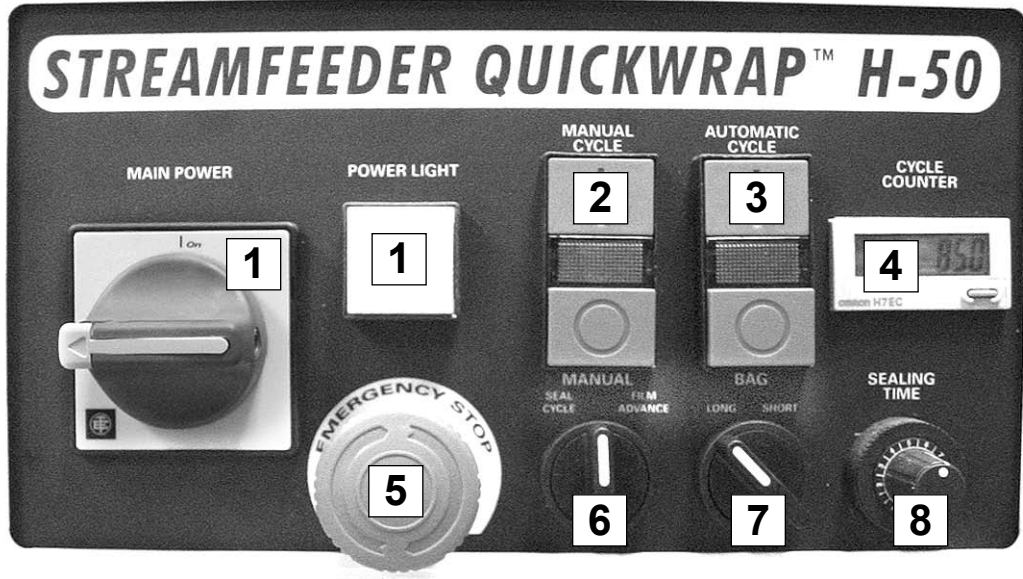 STREAMFEEDER QUICKWRAP™ H-50
MAIN POWER
On
1
POWER LIGHT
1
MANUAL
CYCLE
2
AUTOMATIC
CYCLE
3
CYCLE
COUNTER
4
850
omron H7EC
EMERGENCY STOP
5
MANUAL
SEAL
CYCLE
FILM
ADVANCE
6
BAG
LONG SHORT
7
SEALING
TIME
8